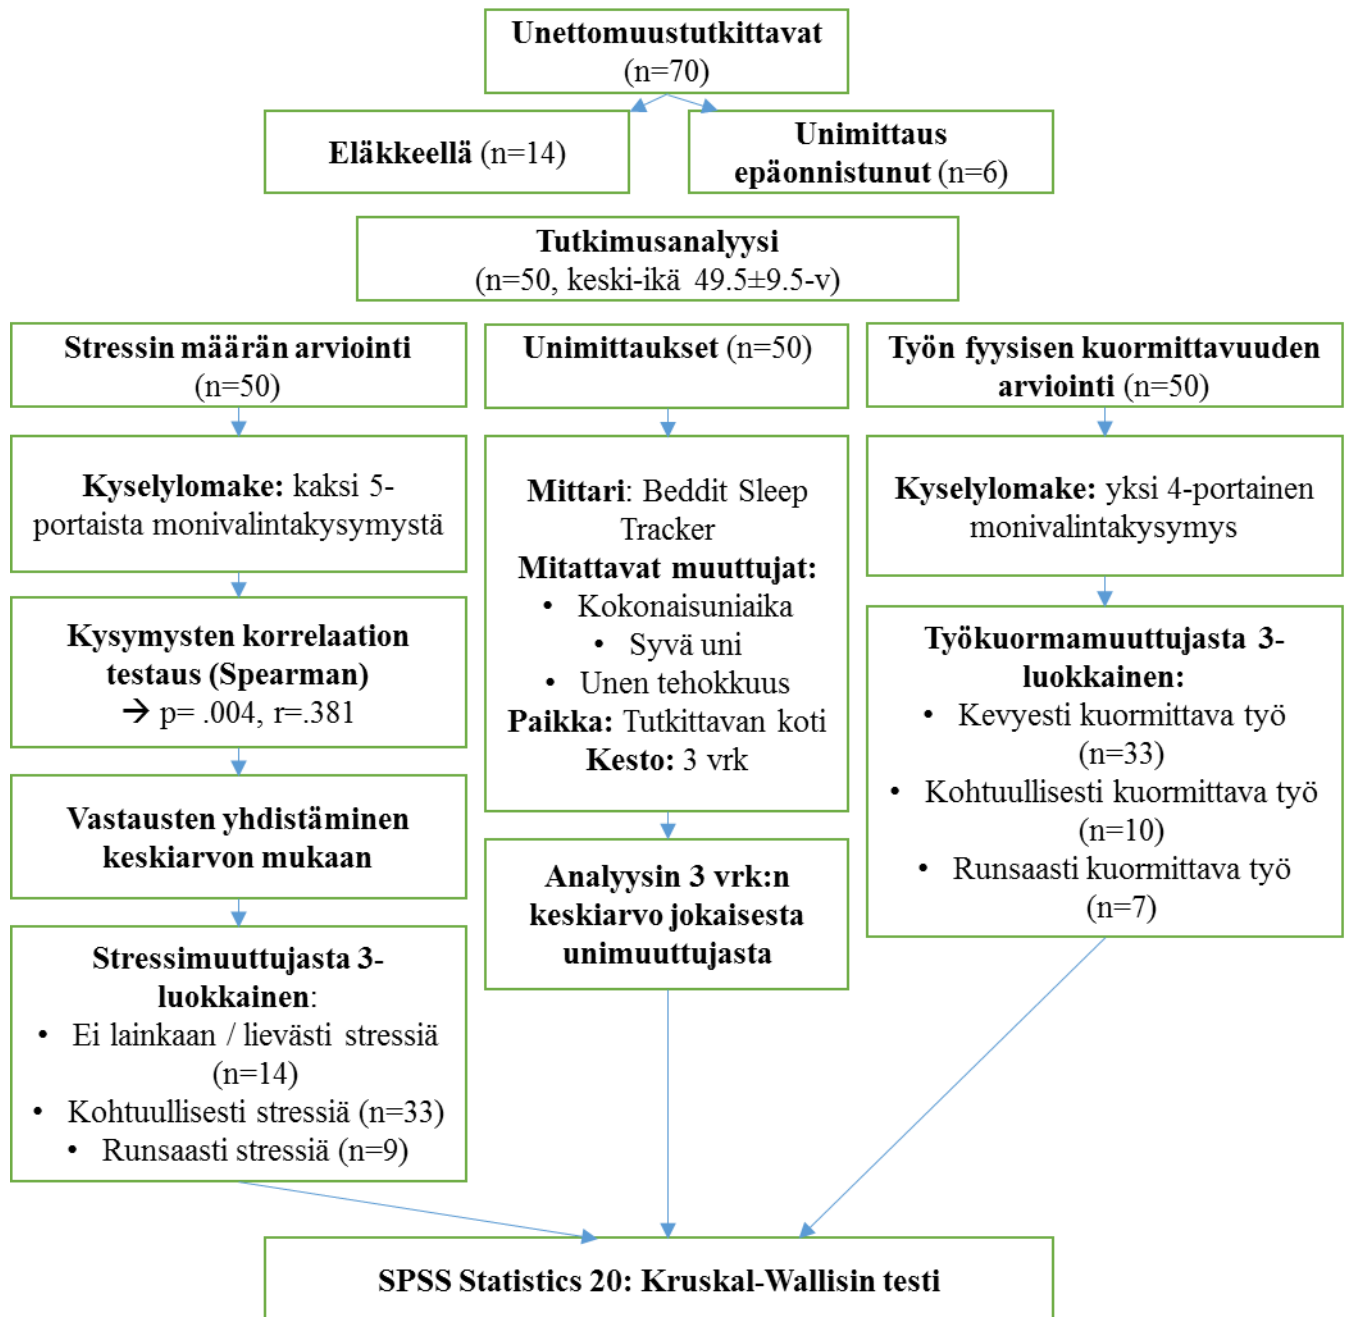 Unettomuustutkittavat
(n=70)
Eläkkeellä (n=14)
Unimittaus
epäonnistunut (n=6)
Tutkimusanalyysi
(n=50, keski-ikä 49.5±9.5-v)
Stressin määrän arviointi
(n=50)
Kyselylomake: kaksi 5-
portaista monivalintakysymystä
Kysymysten korrelaation
testaus (Spearman)
→ p= .004, r=.381
Vastausten yhdistäminen
keskiarvon mukaan
Stressimuuttujasta 3-
luokkainen:
• Ei lainkaan / lievästi stressiä
(n=14)
• Kohtuullisesti stressiä (n=33)
• Runsaasti stressiä (n=9)
Unimittaukset (n=50)
Mittari: Beddit Sleep
Tracker
Mitattavat muuttujat:
• Kokonaisuniaika
• Syvä uni
• Unen tehokkuus
Paikka: Tutkittavan koti
Kesto: 3 vrk
Analyysin 3 vrk:n
keskiarvo jokaisesta
unimuuttujasta
Työn fyysisen kuormittavuuden
arviointi (n=50)
Kyselylomake: yksi 4-portainen
monivalintakysymys
Työkuormamuuttujasta 3-
luokkainen:
• Kevyesti kuormittava työ
(n=33)
• Kohtuullisesti kuormittava työ
(n=10)
• Runsaasti kuormittava työ
(n=7)
SPSS Statistics 20: Kruskal-Wallisin testi